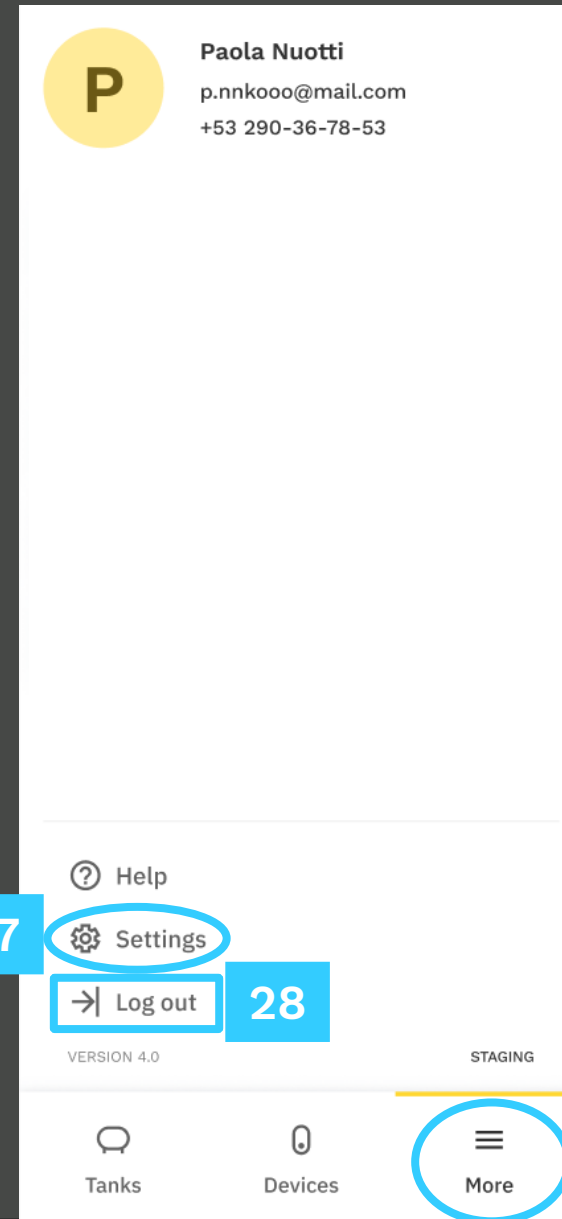 P
Paola Nuotti
p.nnkooo@mail.com
+53 290-36-78-53
Help
7
Settings
Log out
28
VERSION 4.0
STAGING
Tanks
Devices
More